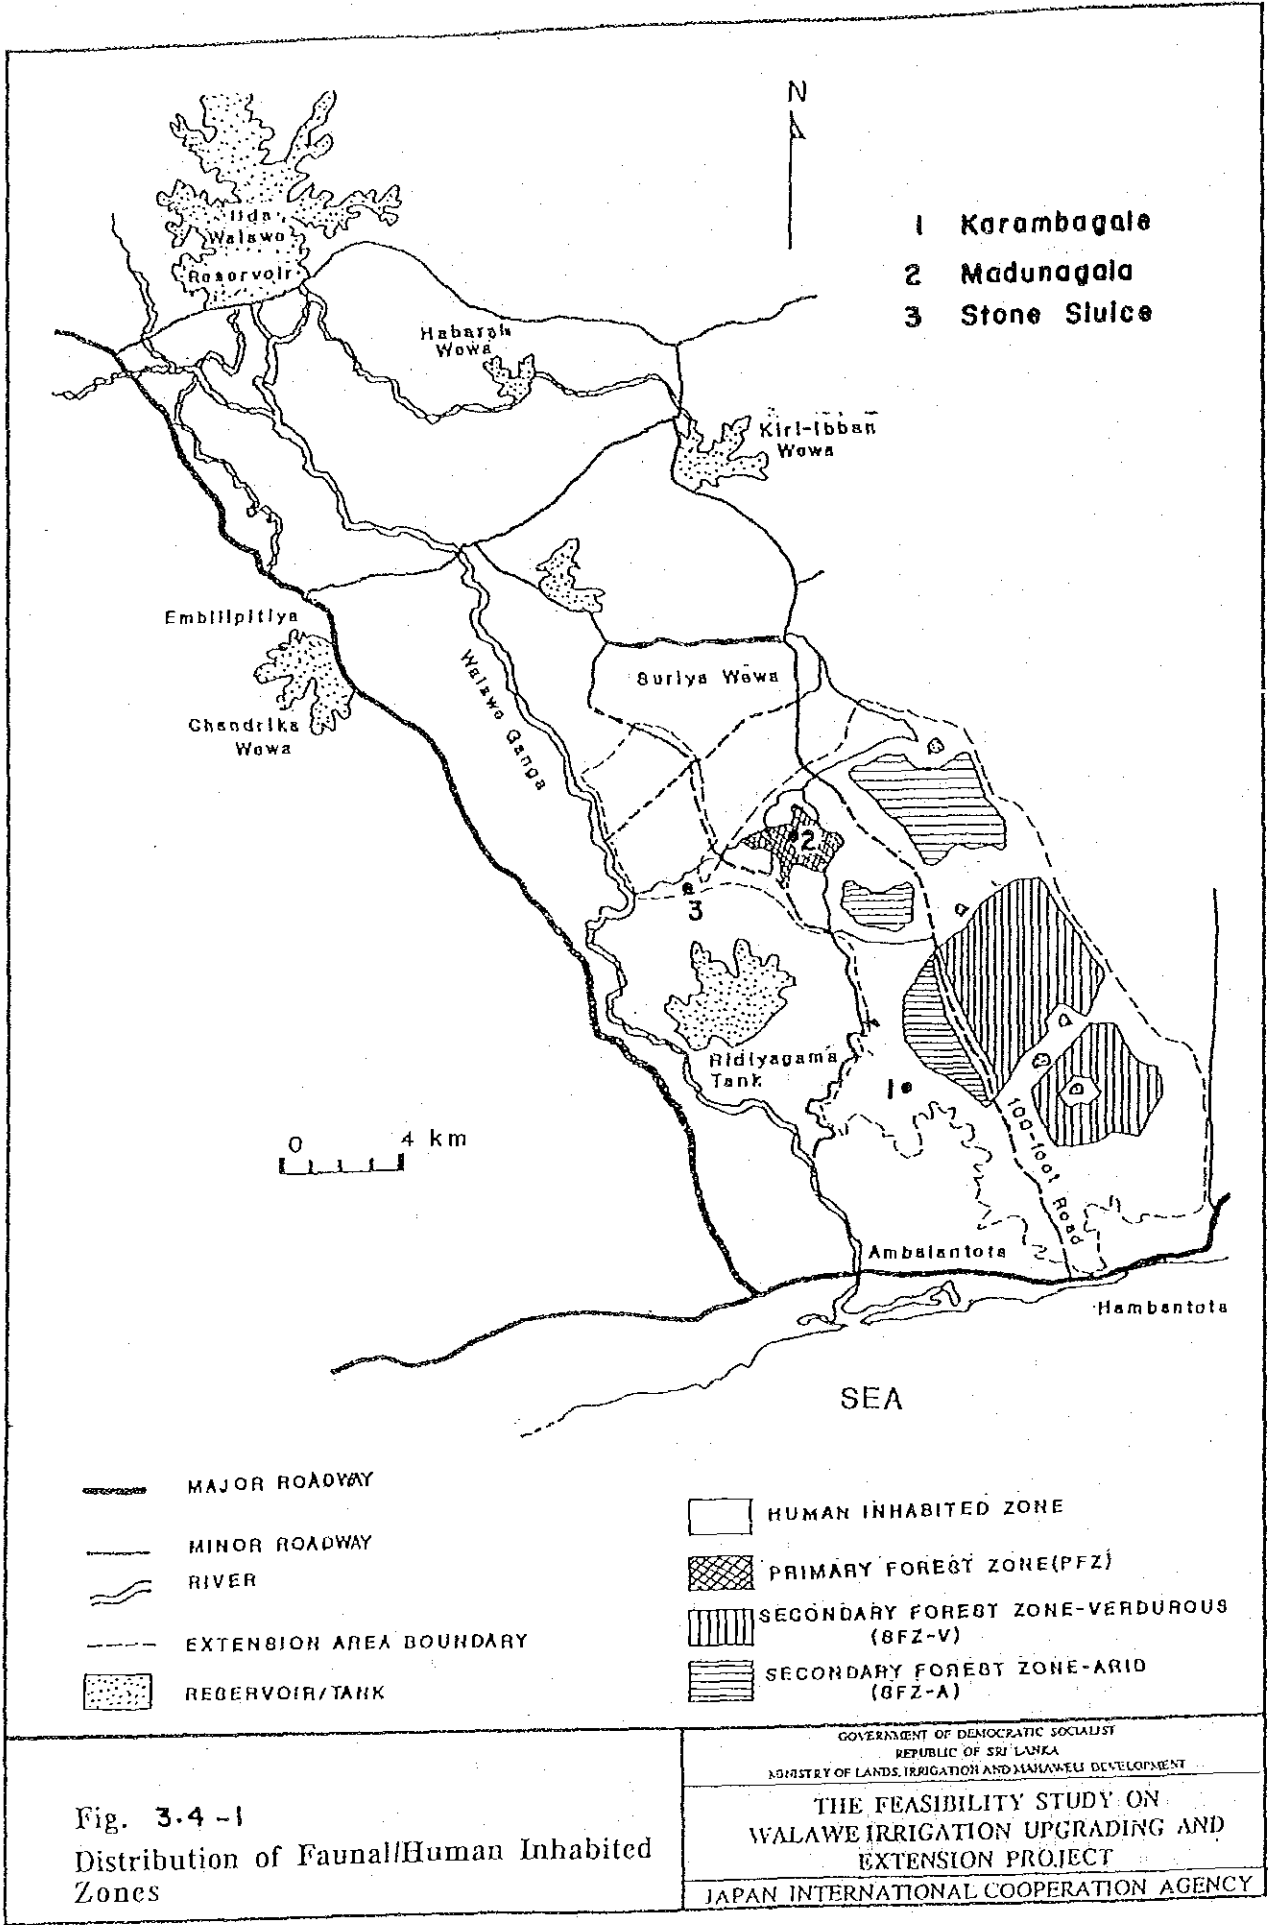 N
1 Karambagale
2 Madunagala
3 Stone Sluice
Uda
Walawe
Reservoir
Habaralu
Wewa
Kiri-Ibban
Wewa
Embilipitiya
Chandrika
Wewa
Suriya Wewa
Walawe Ganga
2
3
Ridiyagama
Tank
1
100-foot Road
0 4 km
Ambalantota
Hambantota
SEA
MAJOR ROADWAY
MINOR ROADWAY
RIVER
EXTENSION AREA BOUNDARY
RESERVOIR/TANK
HUMAN INHABITED ZONE
PRIMARY FOREST ZONE(PFZ)
SECONDARY FOREST ZONE-VERDUROUS
(SFZ-V)
SECONDARY FOREST ZONE-ARID
(SFZ-A)
Fig. 3.4-1
Distribution of Faunal/Human Inhabited
Zones
GOVERNMENT OF DEMOCRATIC SOCIALIST
REPUBLIC OF SRI LANKA
MINISTRY OF LANDS, IRRIGATION AND MAHAWELI DEVELOPMENT
THE FEASIBILITY STUDY ON
WALAWE IRRIGATION UPGRADING AND
EXTENSION PROJECT
JAPAN INTERNATIONAL COOPERATION AGENCY